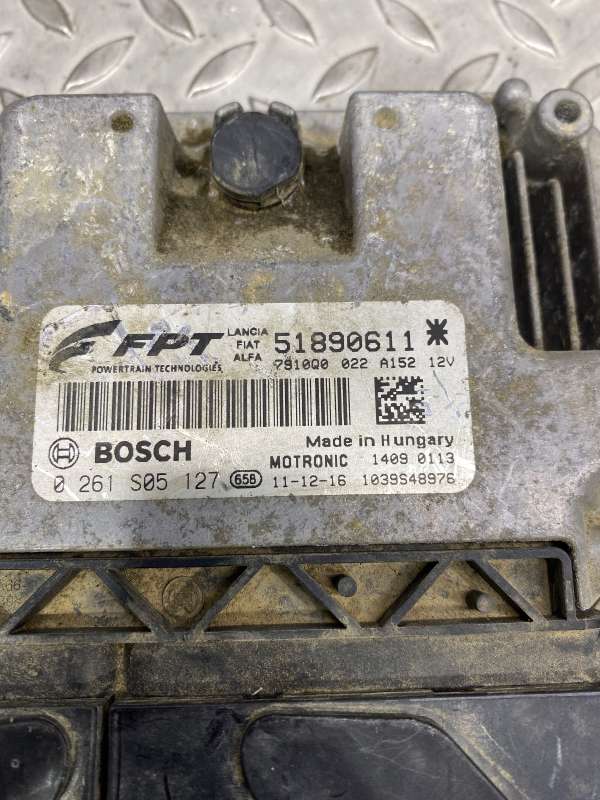 FPT
POWERTRAIN TECHNOLOGIES
LANCIA
FIAT
ALFA
51890611
7910Q0 022 A152 12V
BOSCH
Made in Hungary
MOTRONIC 1409 0113
0 261 S05 127 658 11-12-16 1039S48976